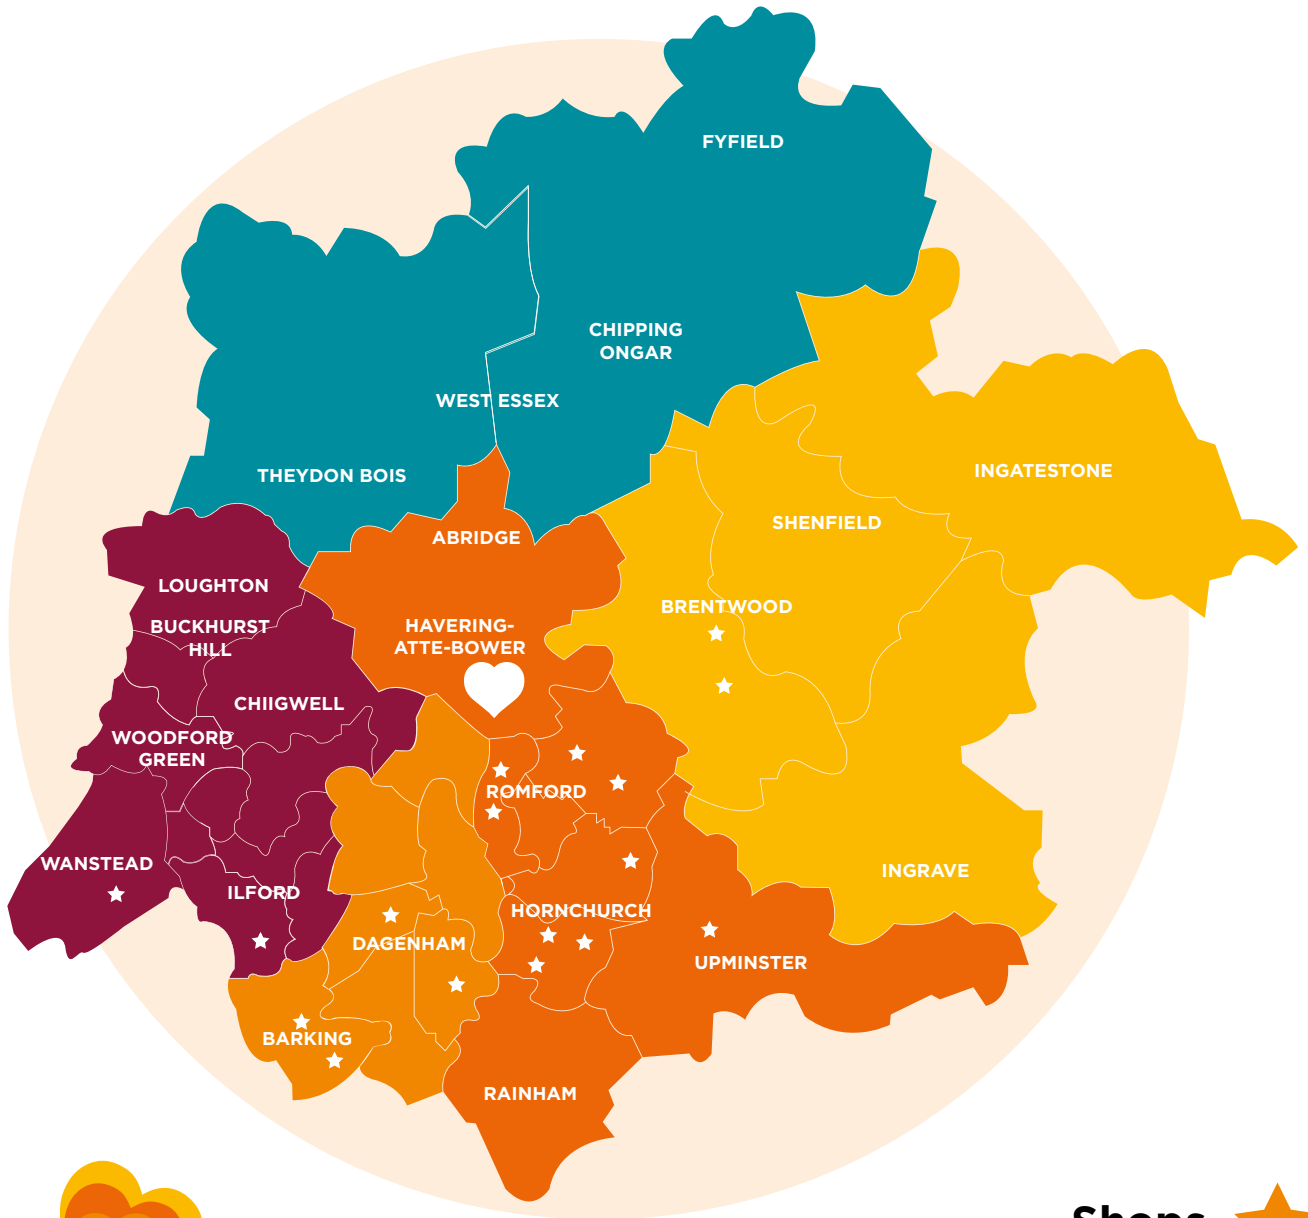 FYFIELD
CHIPPING
ONGAR
WEST ESSEX
THEYDON BOIS
INGATESTONE
SHENFIELD
ABRIDGE
LOUGHTON
BRENTWOOD
BUCKHURST
HILL
HAVERING-
ATTE-BOWER
CHIIGWELL
WOODFORD
GREEN
ROMFORD
WANSTEAD
ILFORD
INGRAVE
HORNCHURCH
DAGENHAM
UPMINSTER
BARKING
RAINHAM
Shops